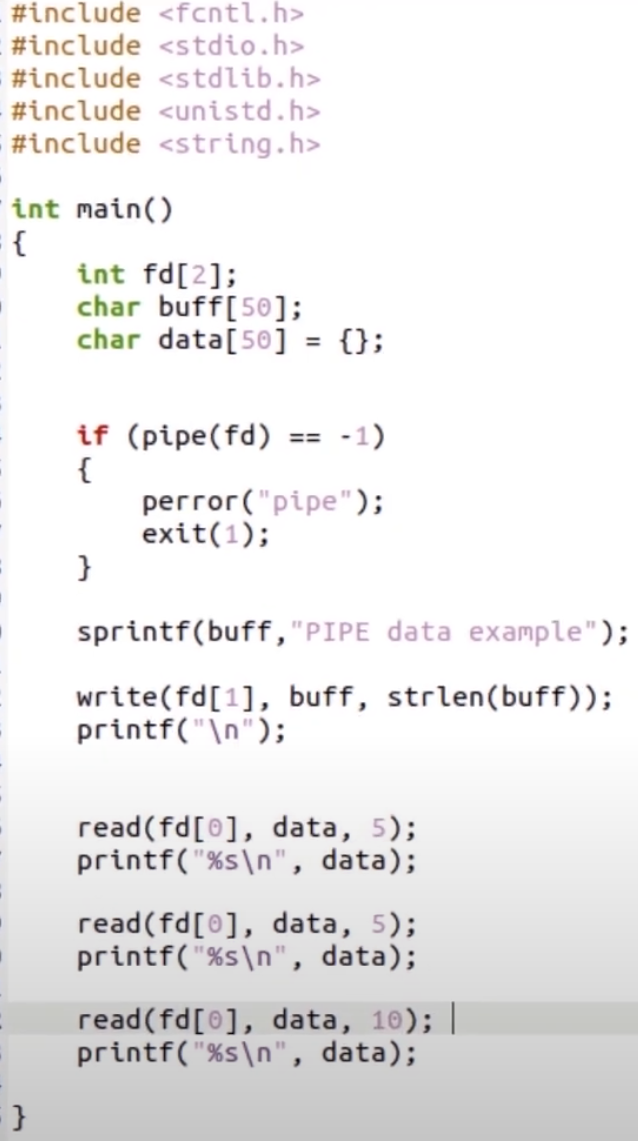 #include <fcntl.h>
#include <stdio.h>
#include <stdlib.h>
#include <unistd.h>
#include <string.h>
int main()
{
int fd[2];
char buff[50];
char data[50] = {};
if (pipe(fd) == -1)
{
perror("pipe");
exit(1);
}
sprintf(buff,"PIPE data example");
write(fd[1], buff, strlen(buff));
printf("\n");
read(fd[0], data, 5);
printf("%s\n", data);
read(fd[0], data, 5);
printf("%s\n", data);
read(fd[0], data, 10);
printf("%s\n", data);
}